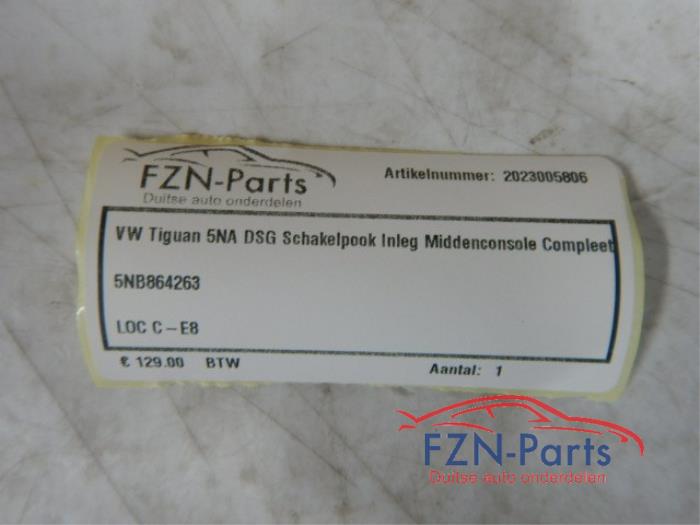 FZN-Parts
Duitse auto onderdelen
Artikelnummer: 2023005806
VW Tiguan 5NA DSG Schakelpook Inleg Middenconsole Compleet
5NB864263
LOC C - E8
€ 129.00 BTW
Aantal: 1
FZN-Parts
Duitse auto onderdelen